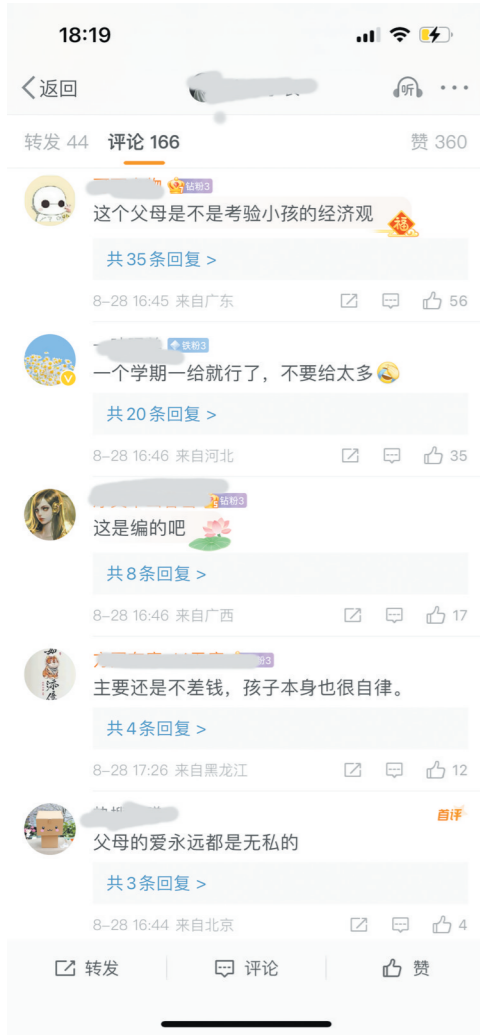 18:19
返回
听
转发 44 评论 166 赞 360
钻粉3
这个父母是不是考验小孩的经济观
福
共35条回复 >
8-28 16:45 来自广东 56
铁粉3
一个学期一给就行了，不要给太多
共20条回复 >
8-28 16:46 来自河北 35
钻粉3
这是编的吧
共8条回复 >
8-28 16:46 来自广西 17
粉3
主要还是不差钱，孩子本身也很自律。
共4条回复 >
8-28 17:26 来自黑龙江 12
首评
父母的爱永远都是无私的
共3条回复 >
8-28 16:44 来自北京 4
转发 评论 赞